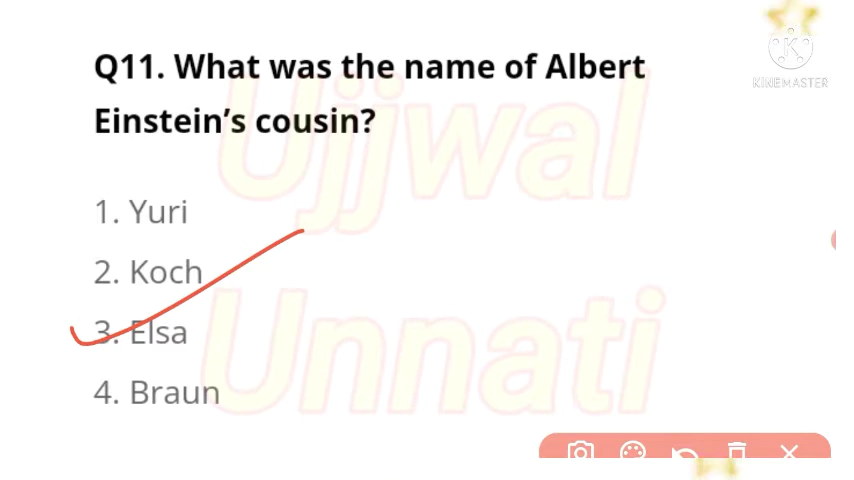 Q11. What was the name of Albert
Einstein’s cousin?
1. Yuri
2. Koch
3. Elsa
4. Braun
Ujjwal
Unnati
KINEMASTER